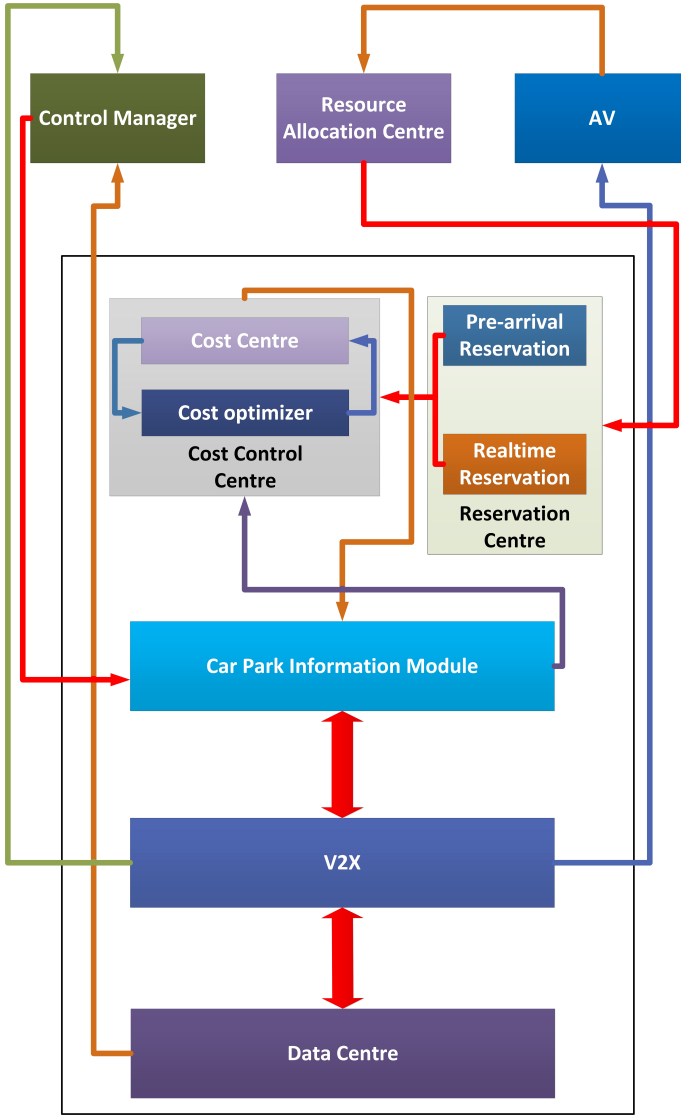 Control Manager
Resource
Allocation Centre
AV
Cost Centre
Cost optimizer
Cost Control
Centre
Pre-arrival
Reservation
Realtime
Reservation
Reservation
Centre
Car Park Information Module
V2X
Data Centre